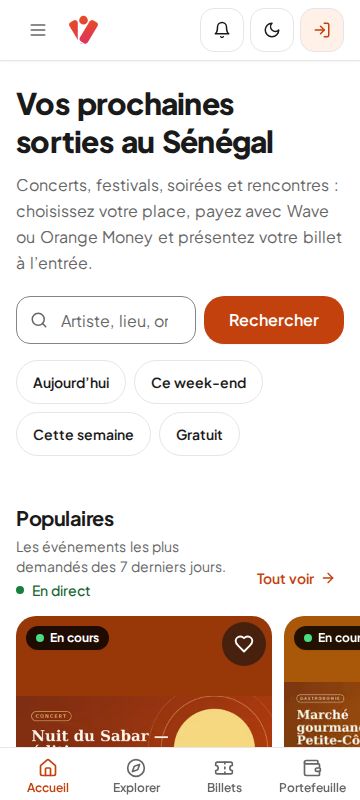 Vos prochaines
sorties au Sénégal
Concerts, festivals, soirées et rencontres :
choisissez votre place, payez avec Wave
ou Orange Money et présentez votre billet
à l’entrée.
Artiste, lieu, or
Rechercher
Aujourd’hui
Ce week-end
Cette semaine
Gratuit
Populaires
Les événements les plus
demandés des 7 derniers jours.
En direct
Tout voir
En cours
CONCERT
Nuit du Sabar —
En cour
GASTRONOMIE
Marché
gourman
Petite-Cô
Accueil
Explorer
Billets
Portefeuille